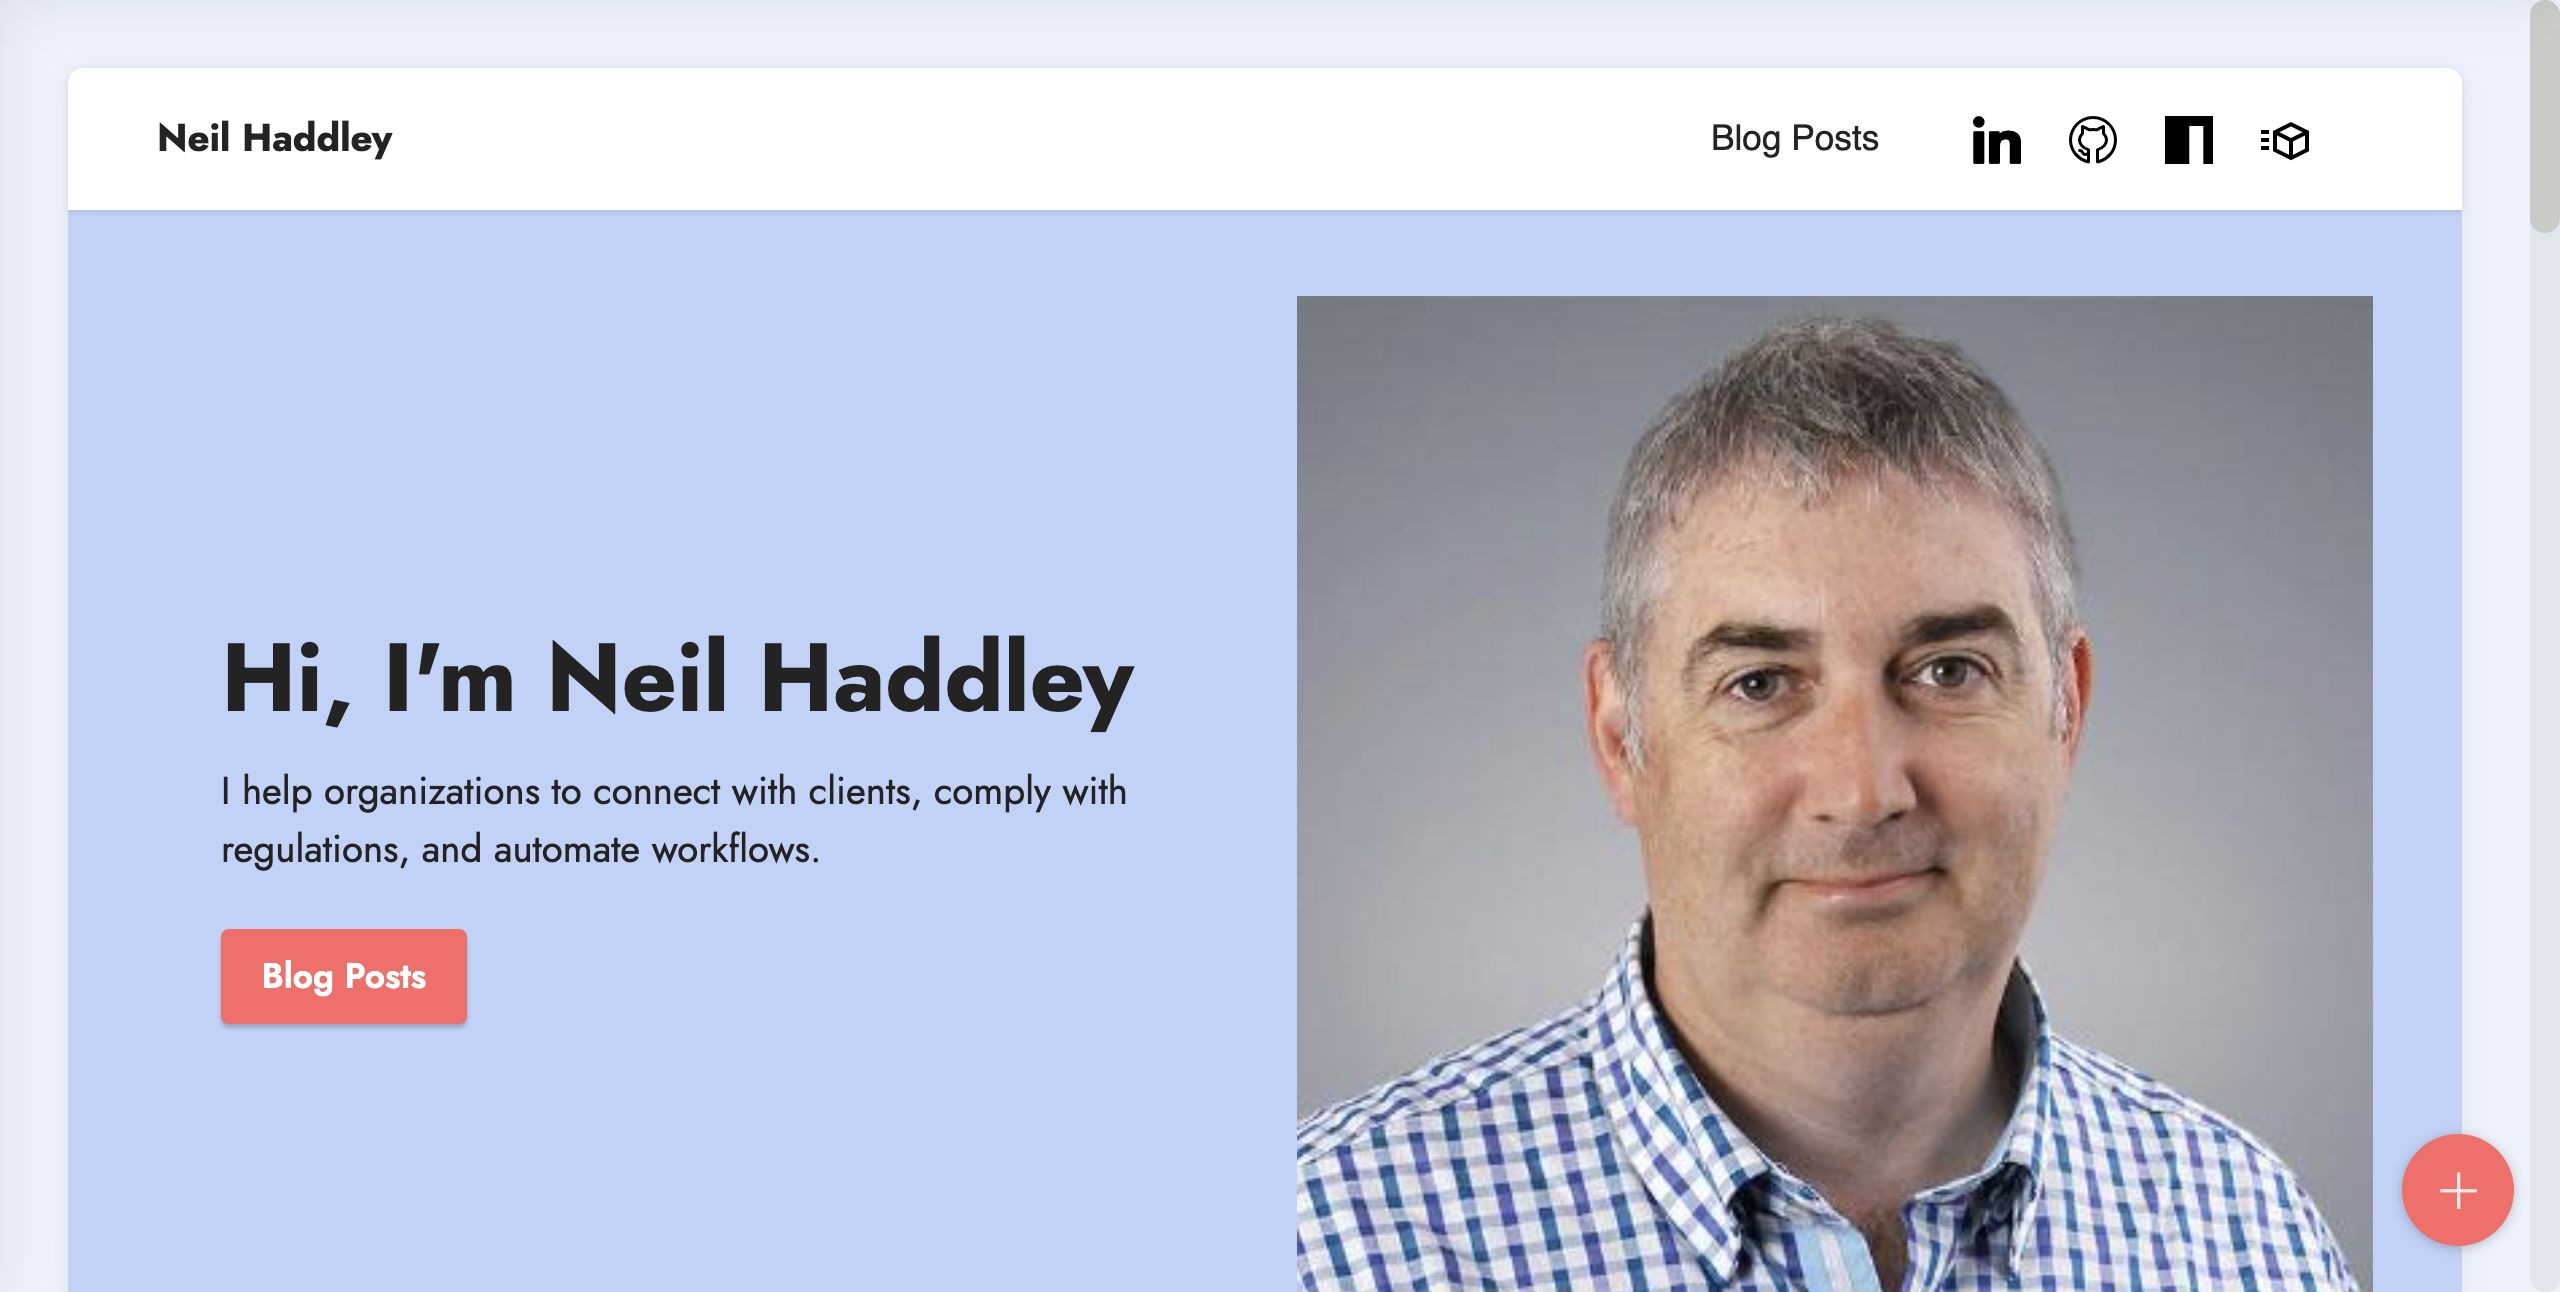 Neil Haddley
Blog Posts
Hi, I'm Neil Haddley
I help organizations to connect with clients, comply with
regulations, and automate workflows.
Blog Posts